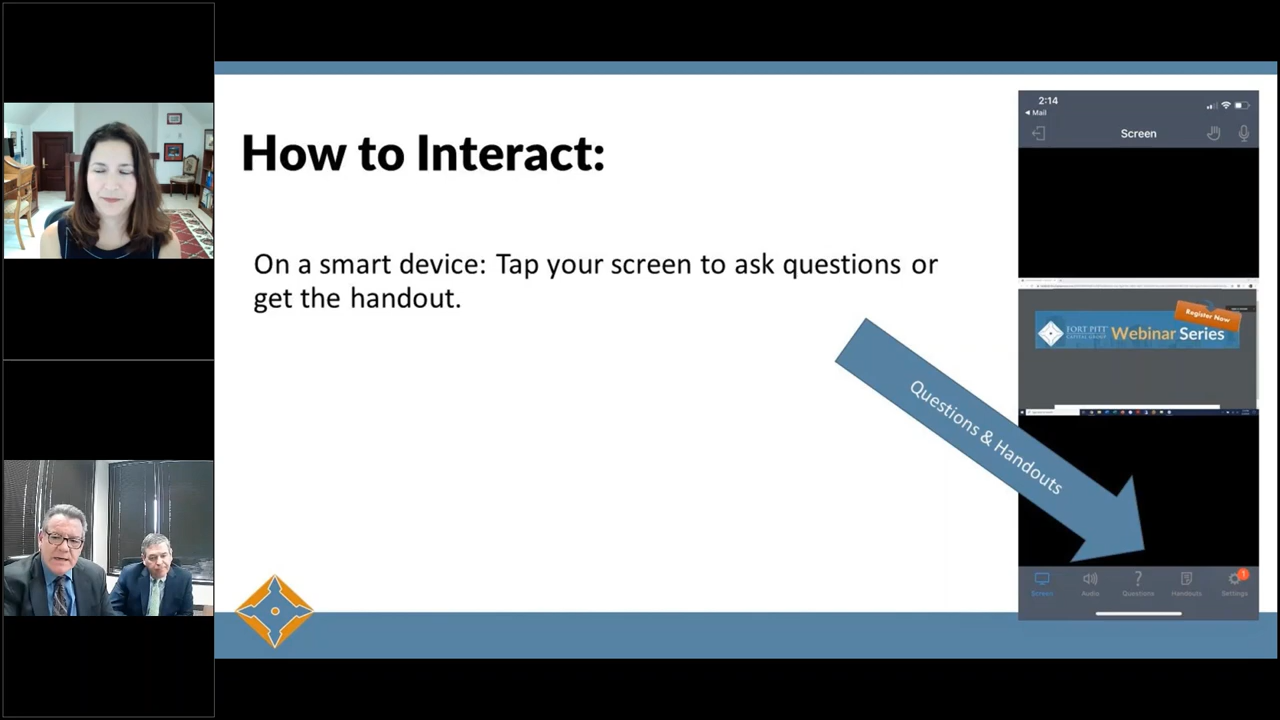 How to Interact:
On a smart device: Tap your screen to ask questions or
get the handout.
Questions & Handouts
2:14
Mail
Screen
Register Now
FORT PITT
CAPITAL GROUP
Webinar Series
Screen
Audio
Questions
Handouts
Settings
1